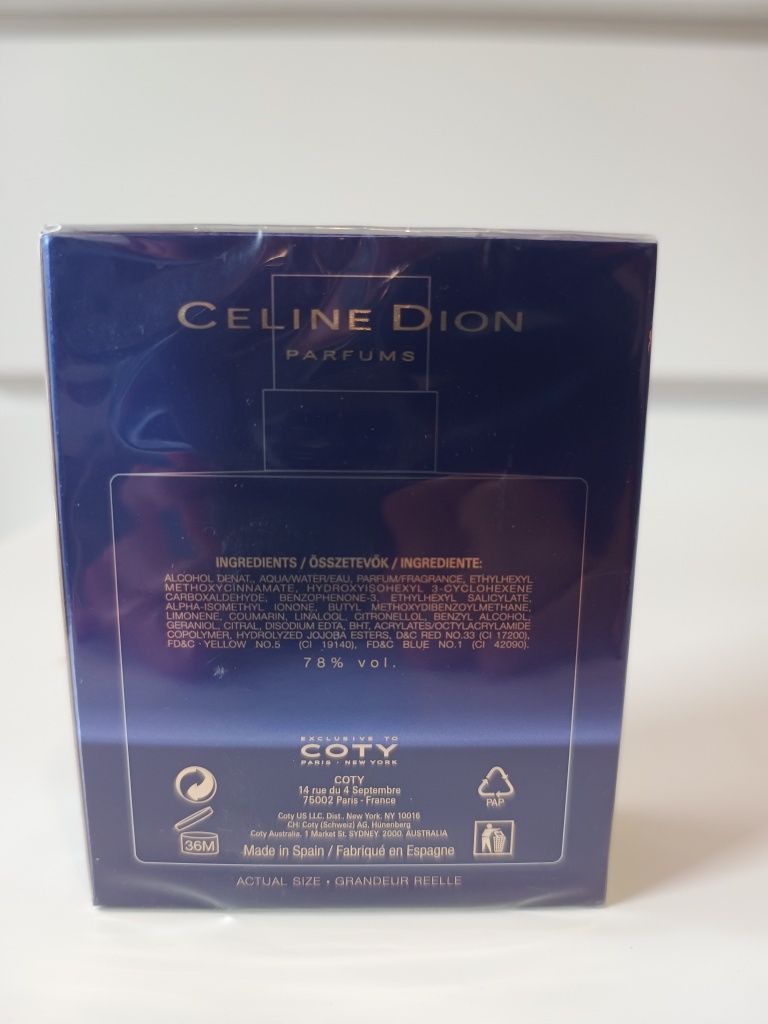 CELINE DION
PARFUMS
INGREDIENTS / ÖSSZETEVŐK / INGREDIENTE:
ALCOHOL DENAT., AQUA/WATER/EAU, PARFUM/FRAGRANCE, ETHYLHEXYL
METHOXYCINNAMATE, HYDROXYISOHEXYL 3-CYCLOHEXENE
CARBOXALDEHYDE, BENZOPHENONE-3, ETHYLHEXYL SALICYLATE,
ALPHA-ISOMETHYL IONONE, BUTYL METHOXYDIBENZOYLMETHANE,
LIMONENE, COUMARIN, LINALOOL, CITRONELLOL, BENZYL ALCOHOL,
GERANIOL, CITRAL, DISODIUM EDTA, BHT, ACRYLATES/OCTYLACRYLAMIDE
COPOLYMER, HYDROLYZED JOJOBA ESTERS, D&C RED NO.33 (CI 17200),
FD&C YELLOW NO.5 (CI 19140), FD&C BLUE NO.1 (CI 42090).
78% vol.
EXCLUSIVE TO
COTY
PARIS · NEW YORK
COTY
14 rue du 4 Septembre
75002 Paris - France
PAP
Coty US LLC. Dist., New York, NY 10016
CH: Coty (Schweiz) AG, Hünenberg
Coty Australia, 1 Market St. SYDNEY, 2000, AUSTRALIA
36M
Made in Spain / Fabriqué en Espagne
ACTUAL SIZE • GRANDEUR REELLE